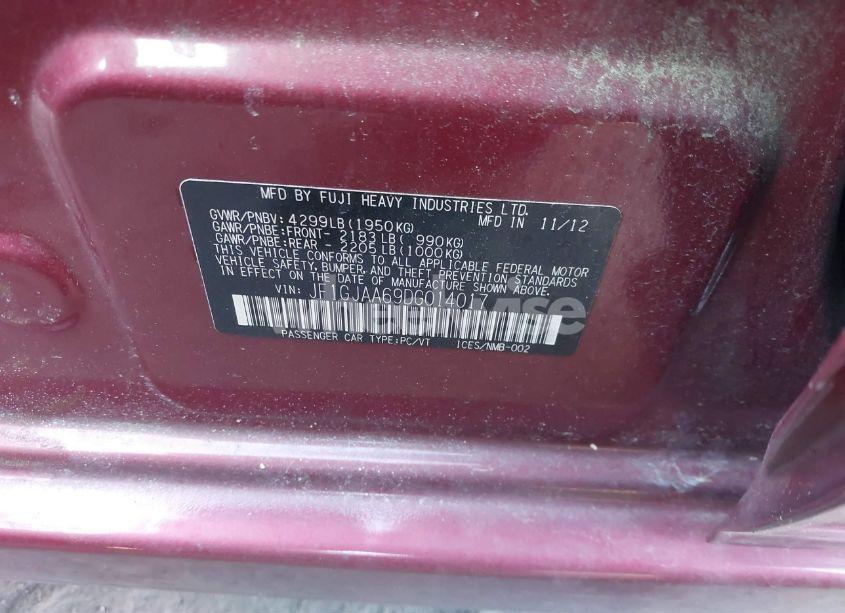 MFD BY FUJI HEAVY INDUSTRIES LTD.
GVWR/PNBV: 4299LB(1950KG) MFD IN 11/12
GAWR/PNBE:FRONT- 2183LB( 990KG)
GAWR/PNBE:REAR - 2205LB(1000KG)
THIS VEHICLE CONFORMS TO ALL APPLICABLE FEDERAL MOTOR
VEHICLE SAFETY, BUMPER, AND THEFT PREVENTION STANDARDS
IN EFFECT ON THE DATE OF MANUFACTURE SHOWN ABOVE.
VIN: JF1GJAA69DG014017
PASSENGER CAR TYPE:PC/VT ICES/NMB-002